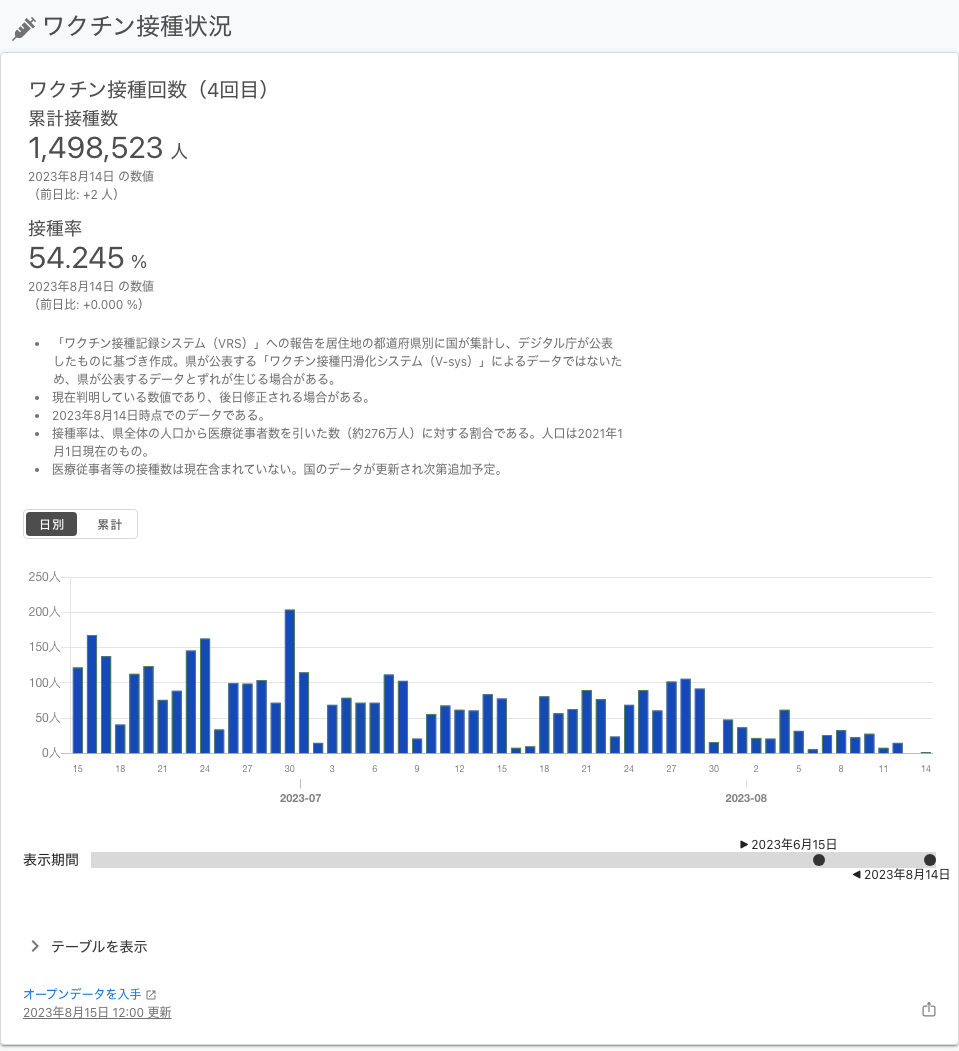 ワクチン接種状況
ワクチン接種回数（4回目）
累計接種数
1,498,523 人
2023年8月14日 の数値
（前日比: +2 人）
接種率
54.245 %
2023年8月14日 の数値
（前日比: +0.000 %）
• 「ワクチン接種記録システム（VRS）」への報告を居住地の都道府県別に国が集計し、デジタル庁が公表
したものに基づき作成。県が公表する「ワクチン接種円滑化システム（V-sys）」によるデータではないた
め、県が公表するデータとずれが生じる場合がある。
• 現在判明している数値であり、後日修正される場合がある。
• 2023年8月14日時点でのデータである。
• 接種率は、県全体の人口から医療従事者数を引いた数（約276万人）に対する割合である。人口は2021年1
月1日現在のもの。
• 医療従事者等の接種数は現在含まれていない。国のデータが更新され次第追加予定。
日別 累計
250人
200人
150人
100人
50人
0人
15 18 21 24 27 30 3 6 9 12 15 18 21 24 27 30 2 5 8 11 14
2023-07 2023-08
▶ 2023年6月15日
表示期間
◀ 2023年8月14日
テーブルを表示
オープンデータを入手
2023年8月15日 12:00 更新